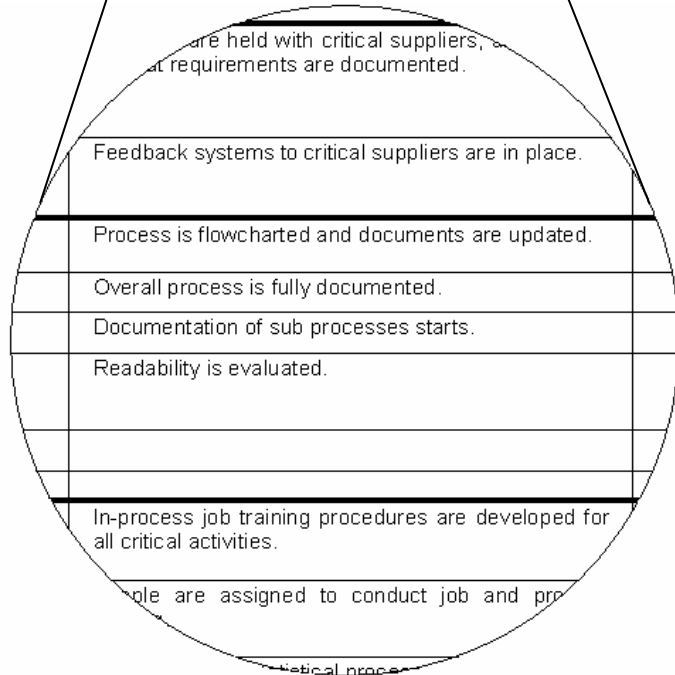 are held with critical suppliers,
requirements are documented.
Feedback systems to critical suppliers are in place.
Process is flowcharted and documents are updated.
Overall process is fully documented.
Documentation of sub processes starts.
Readability is evaluated.
In-process job training procedures are developed for
all critical activities.
are assigned to conduct job and